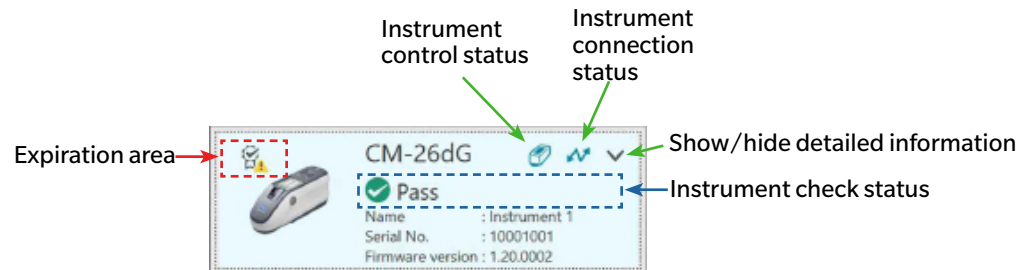 Instrument
control status
Instrument
connection
status
Expiration area
Show/hide detailed information
Instrument check status
CM-26dG
Pass
Name : Instrument 1
Serial No. : 10001001
Firmware version : 1.20.0002